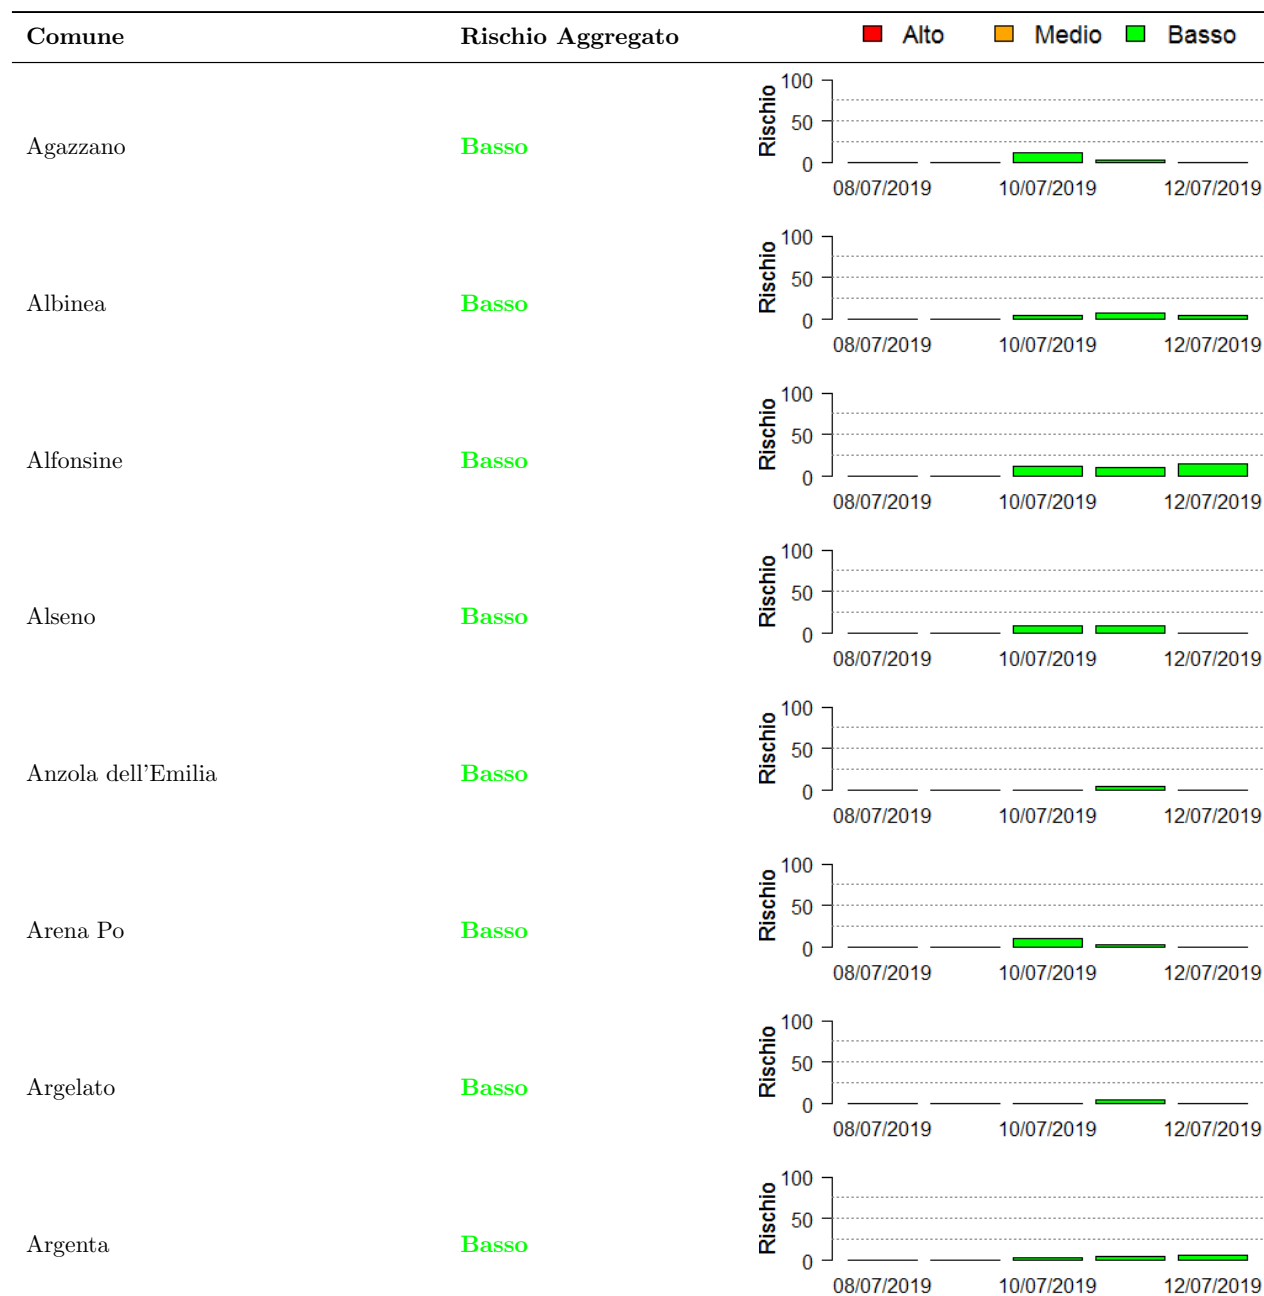 Comune Rischio Aggregato Alto Medio Basso
Agazzano Basso
Rischio
100
50
0
08/07/2019 10/07/2019 12/07/2019
Albinea Basso
Rischio
100
50
0
08/07/2019 10/07/2019 12/07/2019
Alfonsine Basso
Rischio
100
50
0
08/07/2019 10/07/2019 12/07/2019
Alseno Basso
Rischio
100
50
0
08/07/2019 10/07/2019 12/07/2019
Anzola dell'Emilia Basso
Rischio
100
50
0
08/07/2019 10/07/2019 12/07/2019
Arena Po Basso
Rischio
100
50
0
08/07/2019 10/07/2019 12/07/2019
Argelato Basso
Rischio
100
50
0
08/07/2019 10/07/2019 12/07/2019
Argenta Basso
Rischio
100
50
0
08/07/2019 10/07/2019 12/07/2019